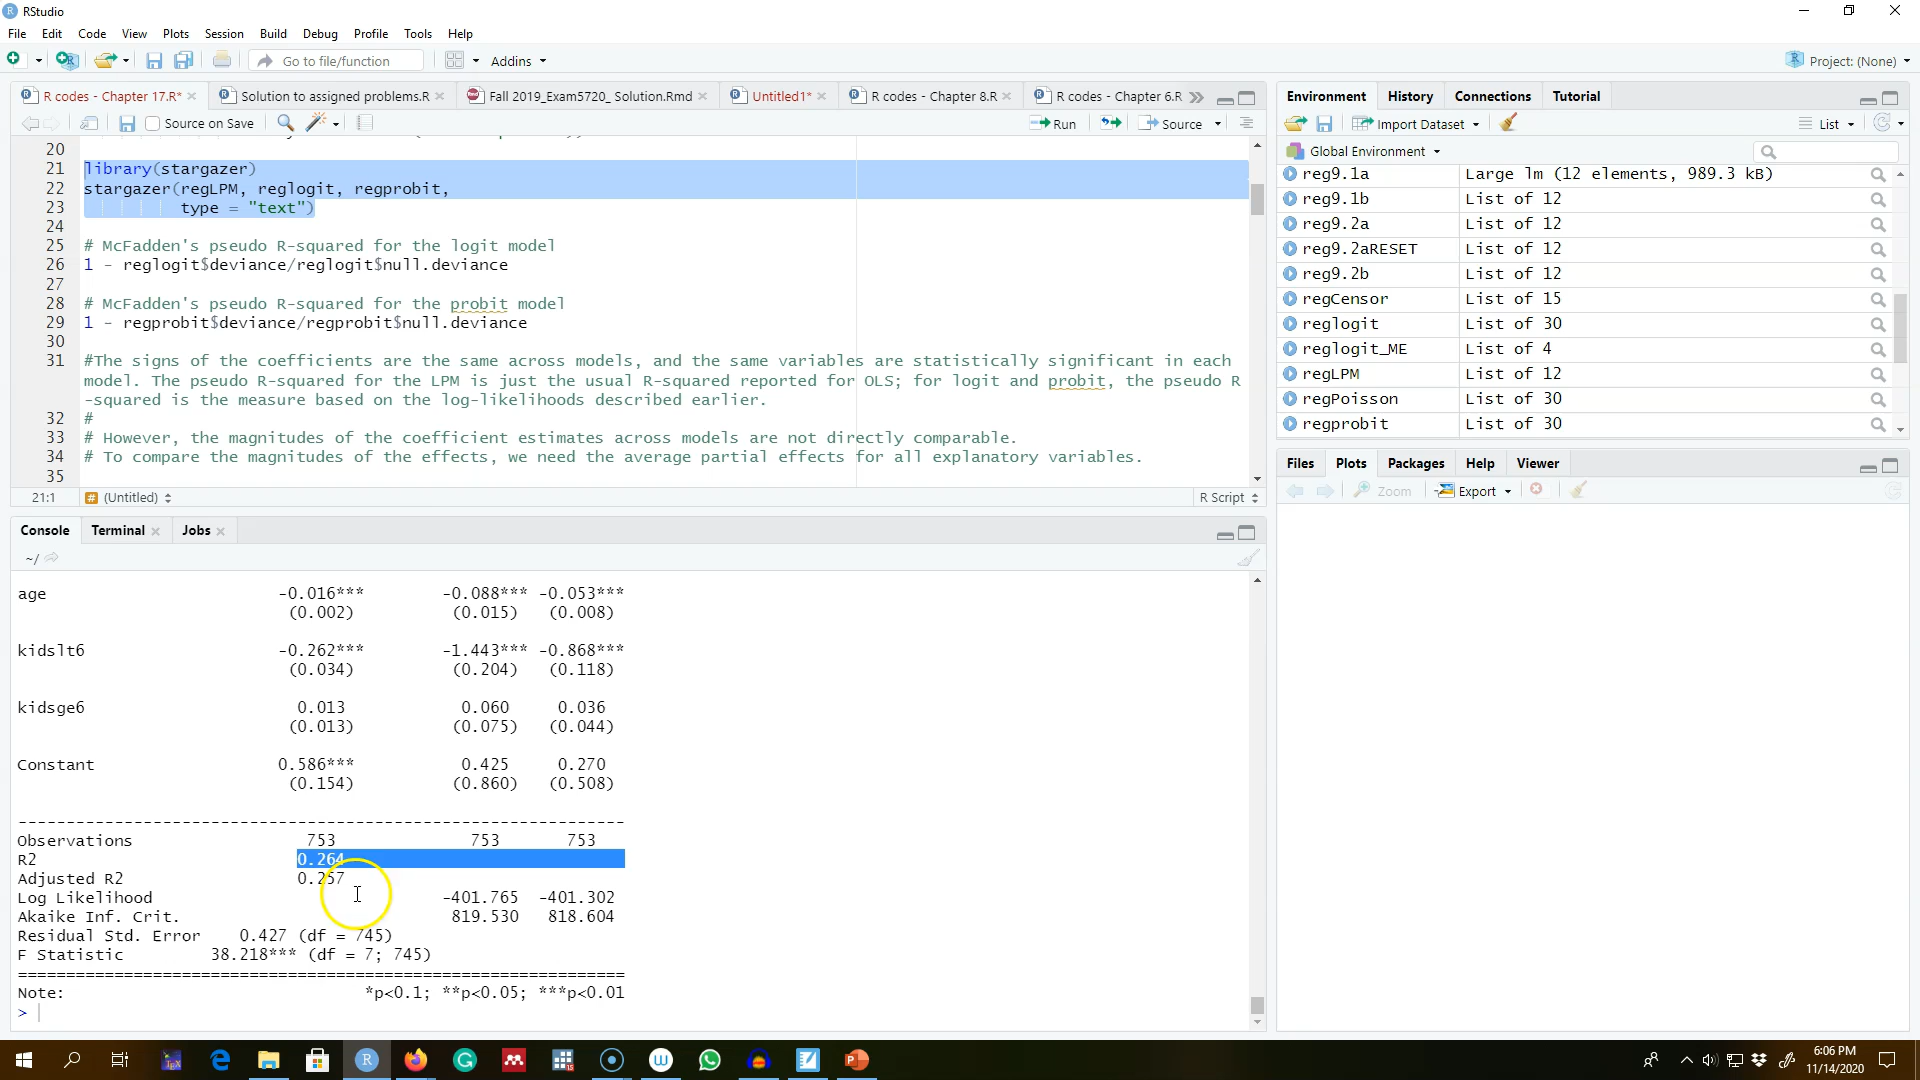 RStudio
File Edit Code View Plots Session Build Debug Profile Tools Help
Go to file/function Addins Project: (None)
R codes - Chapter 17.R* Solution to assigned problems.R Fall 2019_Exam5720_ Solution.Rmd Untitled1* R codes - Chapter 8.R R codes - Chapter 6.R
Source on Save Run Source
20
21 library(stargazer)
22 stargazer(regLPM, reglogit, regprobit,
23 type = "text")
24
25 # McFadden's pseudo R-squared for the logit model
26 1 - reglogit$deviance/reglogit$null.deviance
27
28 # McFadden's pseudo R-squared for the probit model
29 1 - regprobit$deviance/regprobit$null.deviance
30
31 #The signs of the coefficients are the same across models, and the same variables are statistically significant in each
model. The pseudo R-squared for the LPM is just the usual R-squared reported for OLS; for logit and probit, the pseudo R
-squared is the measure based on the log-likelihoods described earlier.
32 #
33 # However, the magnitudes of the coefficient estimates across models are not directly comparable.
34 # To compare the magnitudes of the effects, we need the average partial effects for all explanatory variables.
35
21:1 # (Untitled) R Script
Console Terminal Jobs
~/
age -0.016*** -0.088*** -0.053***
(0.002) (0.015) (0.008)
kidslt6 -0.262*** -1.443*** -0.868***
(0.034) (0.204) (0.118)
kidsge6 0.013 0.060 0.036
(0.013) (0.075) (0.044)
Constant 0.586*** 0.425 0.270
(0.154) (0.860) (0.508)
---------------------------------------------------------------
Observations 753 753 753
R2 0.264
Adjusted R2 0.257
Log Likelihood -401.765 -401.302
Akaike Inf. Crit. 819.530 818.604
Residual Std. Error 0.427 (df = 745)
F Statistic 38.218*** (df = 7; 745)
===============================================================
Note: *p<0.1; **p<0.05; ***p<0.01
>
Environment History Connections Tutorial
Import Dataset List
Global Environment
reg9.1a Large lm (12 elements, 989.3 kB)
reg9.1b List of 12
reg9.2a List of 12
reg9.2aRESET List of 12
reg9.2b List of 12
regCensor List of 15
reglogit List of 30
reglogit_ME List of 4
regLPM List of 12
regPoisson List of 30
regprobit List of 30
Files Plots Packages Help Viewer
Zoom Export
6:06 PM
11/14/2020